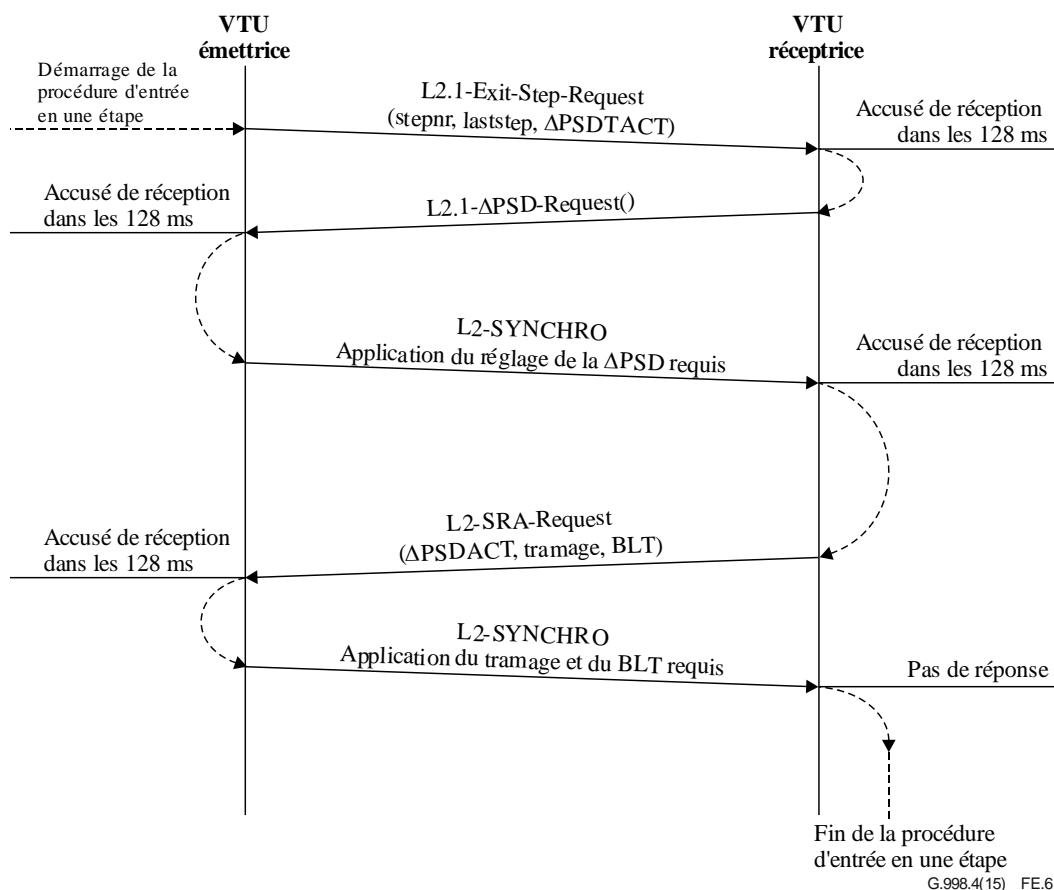 VTU
émettrice
VTU
réceptrice
Démarrage de la
procédure d'entrée
en une étape
L2.1-Exit-Step-Request
(stepnr, laststep, ΔPSDTACT)
Accusé de réception
dans les 128 ms
Accusé de réception
dans les 128 ms
L2.1-ΔPSD-Request()
L2-SYNCHRO
Application du réglage de la ΔPSD requis
Accusé de réception
dans les 128 ms
Accusé de réception
dans les 128 ms
L2-SRA-Request
(ΔPSDACT, tramage, BLT)
L2-SYNCHRO
Application du tramage et du BLT requis
Pas de réponse
Fin de la procédure
d'entrée en une étape
G.998.4(15) FE.6